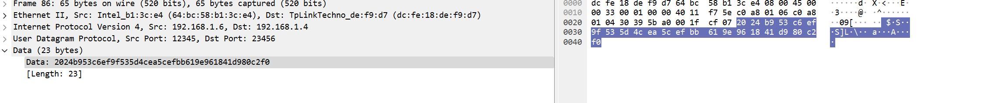 Frame 86: 65 bytes on wire (520 bits), 65 bytes captured (520 bits)
Ethernet II, Src: Intel_b1:3c:e4 (64:bc:58:b1:3c:e4), Dst: TpLinkTechno_de:f9:d7 (dc:fe:18:de:f9:d7)
Internet Protocol Version 4, Src: 192.168.1.6, Dst: 192.168.1.4
User Datagram Protocol, Src Port: 12345, Dst Port: 23456
Data (23 bytes)
Data: 2024b953c6ef9f535d4cea5cefbb619e961841d980c2f0
[Length: 23]
0000 dc fe 18 de f9 d7 64 bc 58 b1 3c e4 08 00 45 00 ······d· X·<···E·
0010 00 33 00 01 00 00 40 11 f7 5e c0 a8 01 06 c0 a8 ·3····@· ·^······
0020 01 04 30 39 5b a0 00 1f cf 07 20 24 b9 53 c6 ef ··09[··· ·· $·S··
0030 9f 53 5d 4c ea 5c ef bb 61 9e 96 18 41 d9 80 c2 ·S]L·\·· a···A···
0040 f0 ·